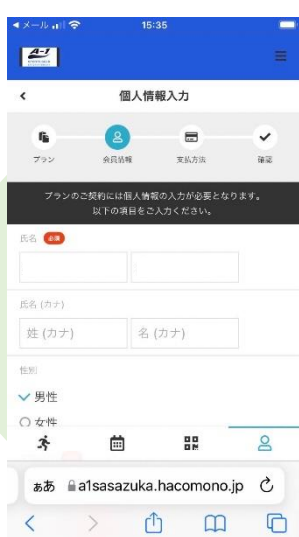 メール 15:35
A-1
個人情報入力
プラン 会員情報 支払方法 確認
プランのご契約には個人情報の入力が必要となります。
以下の項目をご入力ください。
氏名 必須
氏名 (カナ)
姓 (カナ) 名 (カナ)
性別
男性
女性
ああ a1sasazuka.hacomono.jp